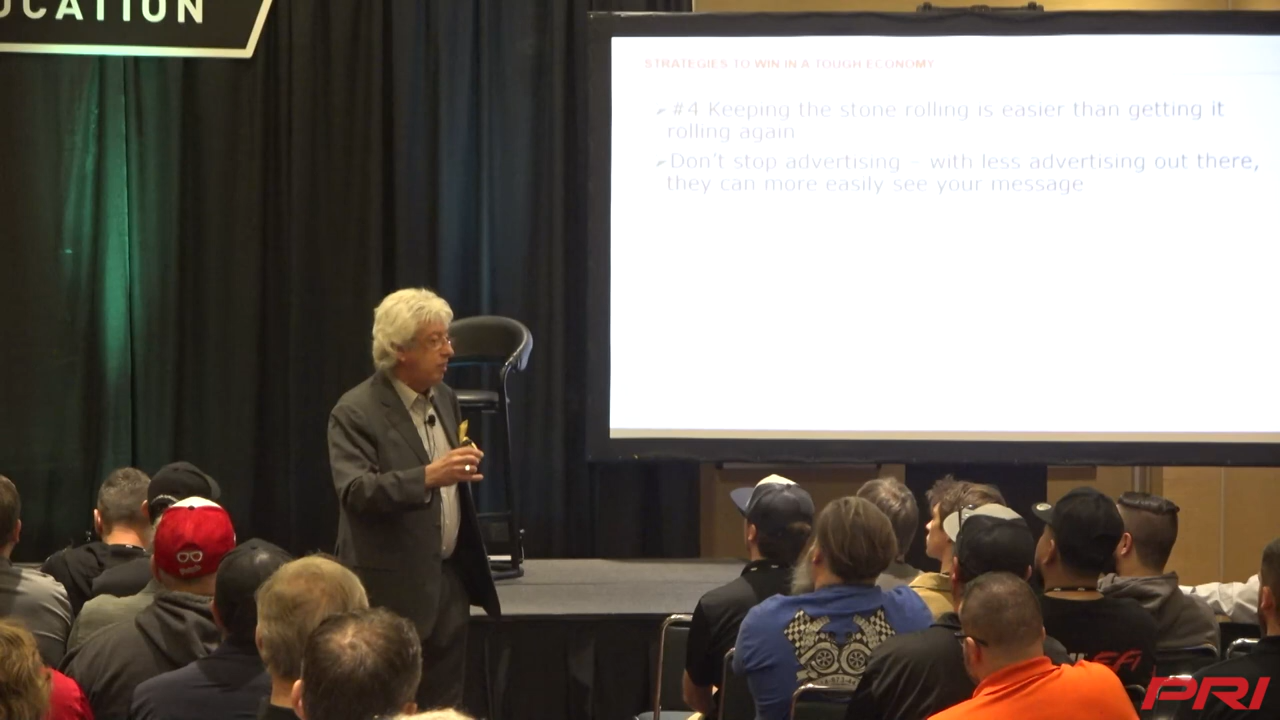 UCATION
STRATEGIES TO WIN IN A TOUGH ECONOMY
#4 Keeping the stone rolling is easier than getting it
rolling again
Don't stop advertising – with less advertising out there,
they can more easily see your message
PRI